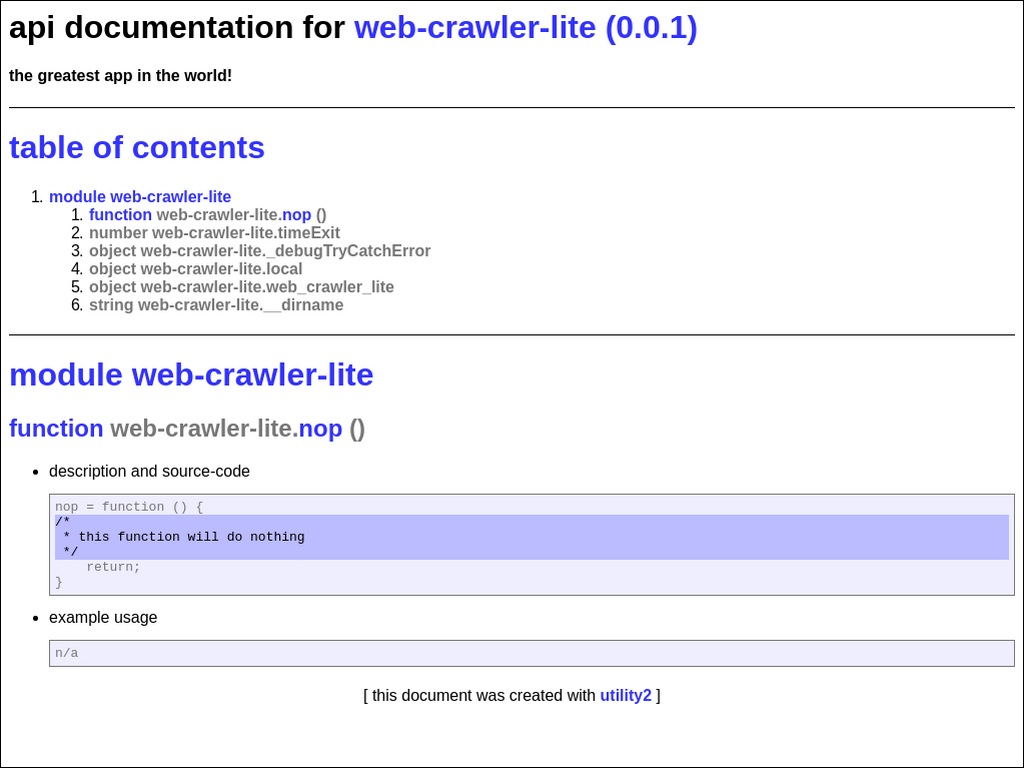 api documentation for web-crawler-lite (0.0.1)
the greatest app in the world!
table of contents
1. module web-crawler-lite
1. function web-crawler-lite.nop ()
2. number web-crawler-lite.timeExit
3. object web-crawler-lite._debugTryCatchError
4. object web-crawler-lite.local
5. object web-crawler-lite.web_crawler_lite
6. string web-crawler-lite.__dirname
module web-crawler-lite
function web-crawler-lite.nop ()
• description and source-code
nop = function () {
/*
 * this function will do nothing
 */
    return;
}
• example usage
n/a
[ this document was created with utility2 ]